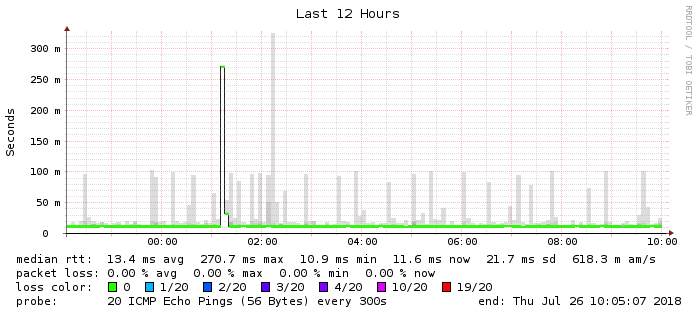 Last 12 Hours
RRDTOOL / TOBI OETIKER
Seconds
300 m
250 m
200 m
150 m
100 m
50 m
0
00:00 02:00 04:00 06:00 08:00 10:00
median rtt: 13.4 ms avg 270.7 ms max 10.9 ms min 11.6 ms now 21.7 ms sd 618.3 m am/s
packet loss: 0.00 % avg 0.00 % max 0.00 % min 0.00 % now
loss color: 0 1/20 2/20 3/20 4/20 10/20 19/20
probe: 20 ICMP Echo Pings (56 Bytes) every 300s end: Thu Jul 26 10:05:07 2018